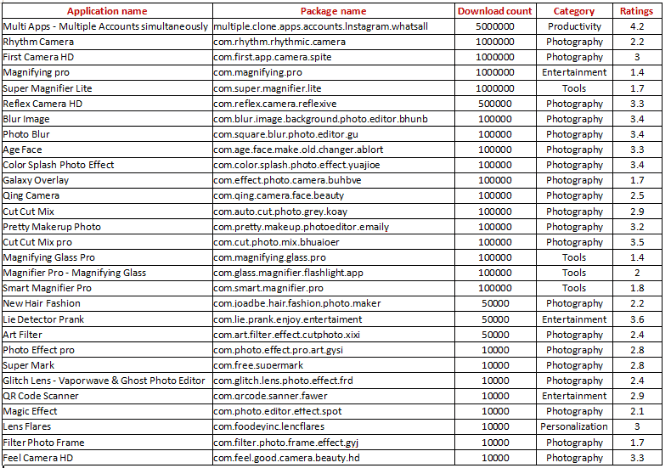 Application name Package name Download count Category Ratings
Multi Apps - Multiple Accounts simultaneously multiple.clone.apps.accounts.Instagram.whatsall 5000000 Productivity 4.2
Rhythm Camera com.rhythm.rhythmic.camera 1000000 Photography 2.2
First Camera HD com.first.app.camera.spite 1000000 Photography 3
Magnifying pro com.magnifying.pro 1000000 Entertainment 1.4
Super Magnifier Lite com.super.magnifier.lite 1000000 Tools 1.7
Reflex Camera HD com.reflex.camera.reflexive 500000 Photography 3.3
Blur Image com.blur.image.background.photo.editor.bhunb 100000 Photography 3.4
Photo Blur com.square.blur.photo.editor.gu 100000 Photography 3.4
Age Face com.age.face.make.old.changer.ablort 100000 Photography 3.3
Color Splash Photo Effect com.color.splash.photo.effect.yuajioe 100000 Photography 3.4
Galaxy Overlay com.effect.photo.camera.buhbve 100000 Photography 1.7
Qing Camera com.qing.camera.face.beauty 100000 Photography 2.5
Cut Cut Mix com.auto.cut.photo.grey.koay 100000 Photography 2.9
Pretty Makerup Photo com.pretty.makeup.photoeditor.emaily 100000 Photography 3.2
Cut Cut Mix pro com.cut.photo.mix.bhuaioer 100000 Photography 3.5
Magnifying Glass Pro com.magnifying.glass.pro 100000 Tools 1.4
Magnifier Pro - Magnifying Glass com.glass.magnifier.flashlight.app 100000 Tools 2
Smart Magnifier Pro com.smart.magnifier.pro 100000 Tools 1.8
New Hair Fashion com.joadbe.hair.fashion.photo.maker 50000 Photography 2.2
Lie Detector Prank com.lie.prank.enjoy.entertaiment 50000 Entertainment 3.6
Art Filter com.art.filter.effect.cutphoto.xixi 50000 Photography 2.4
Photo Effect pro com.photo.effect.pro.art.gysi 10000 Photography 2.8
Super Mark com.free.supermark 10000 Photography 2.8
Glitch Lens - Vaporwave & Ghost Photo Editor com.glitch.lens.photo.effect.frd 10000 Photography 2.4
QR Code Scanner com.qrcode.sanner.fawer 10000 Entertainment 2.9
Magic Effect com.photo.editor.effect.spot 10000 Photography 2.1
Lens Flares com.foodeyinc.lencflares 10000 Personalization 3
Filter Photo Frame com.filter.photo.frame.effect.gyj 10000 Photography 1.7
Feel Camera HD com.feel.good.camera.beauty.hd 10000 Photography 3.3